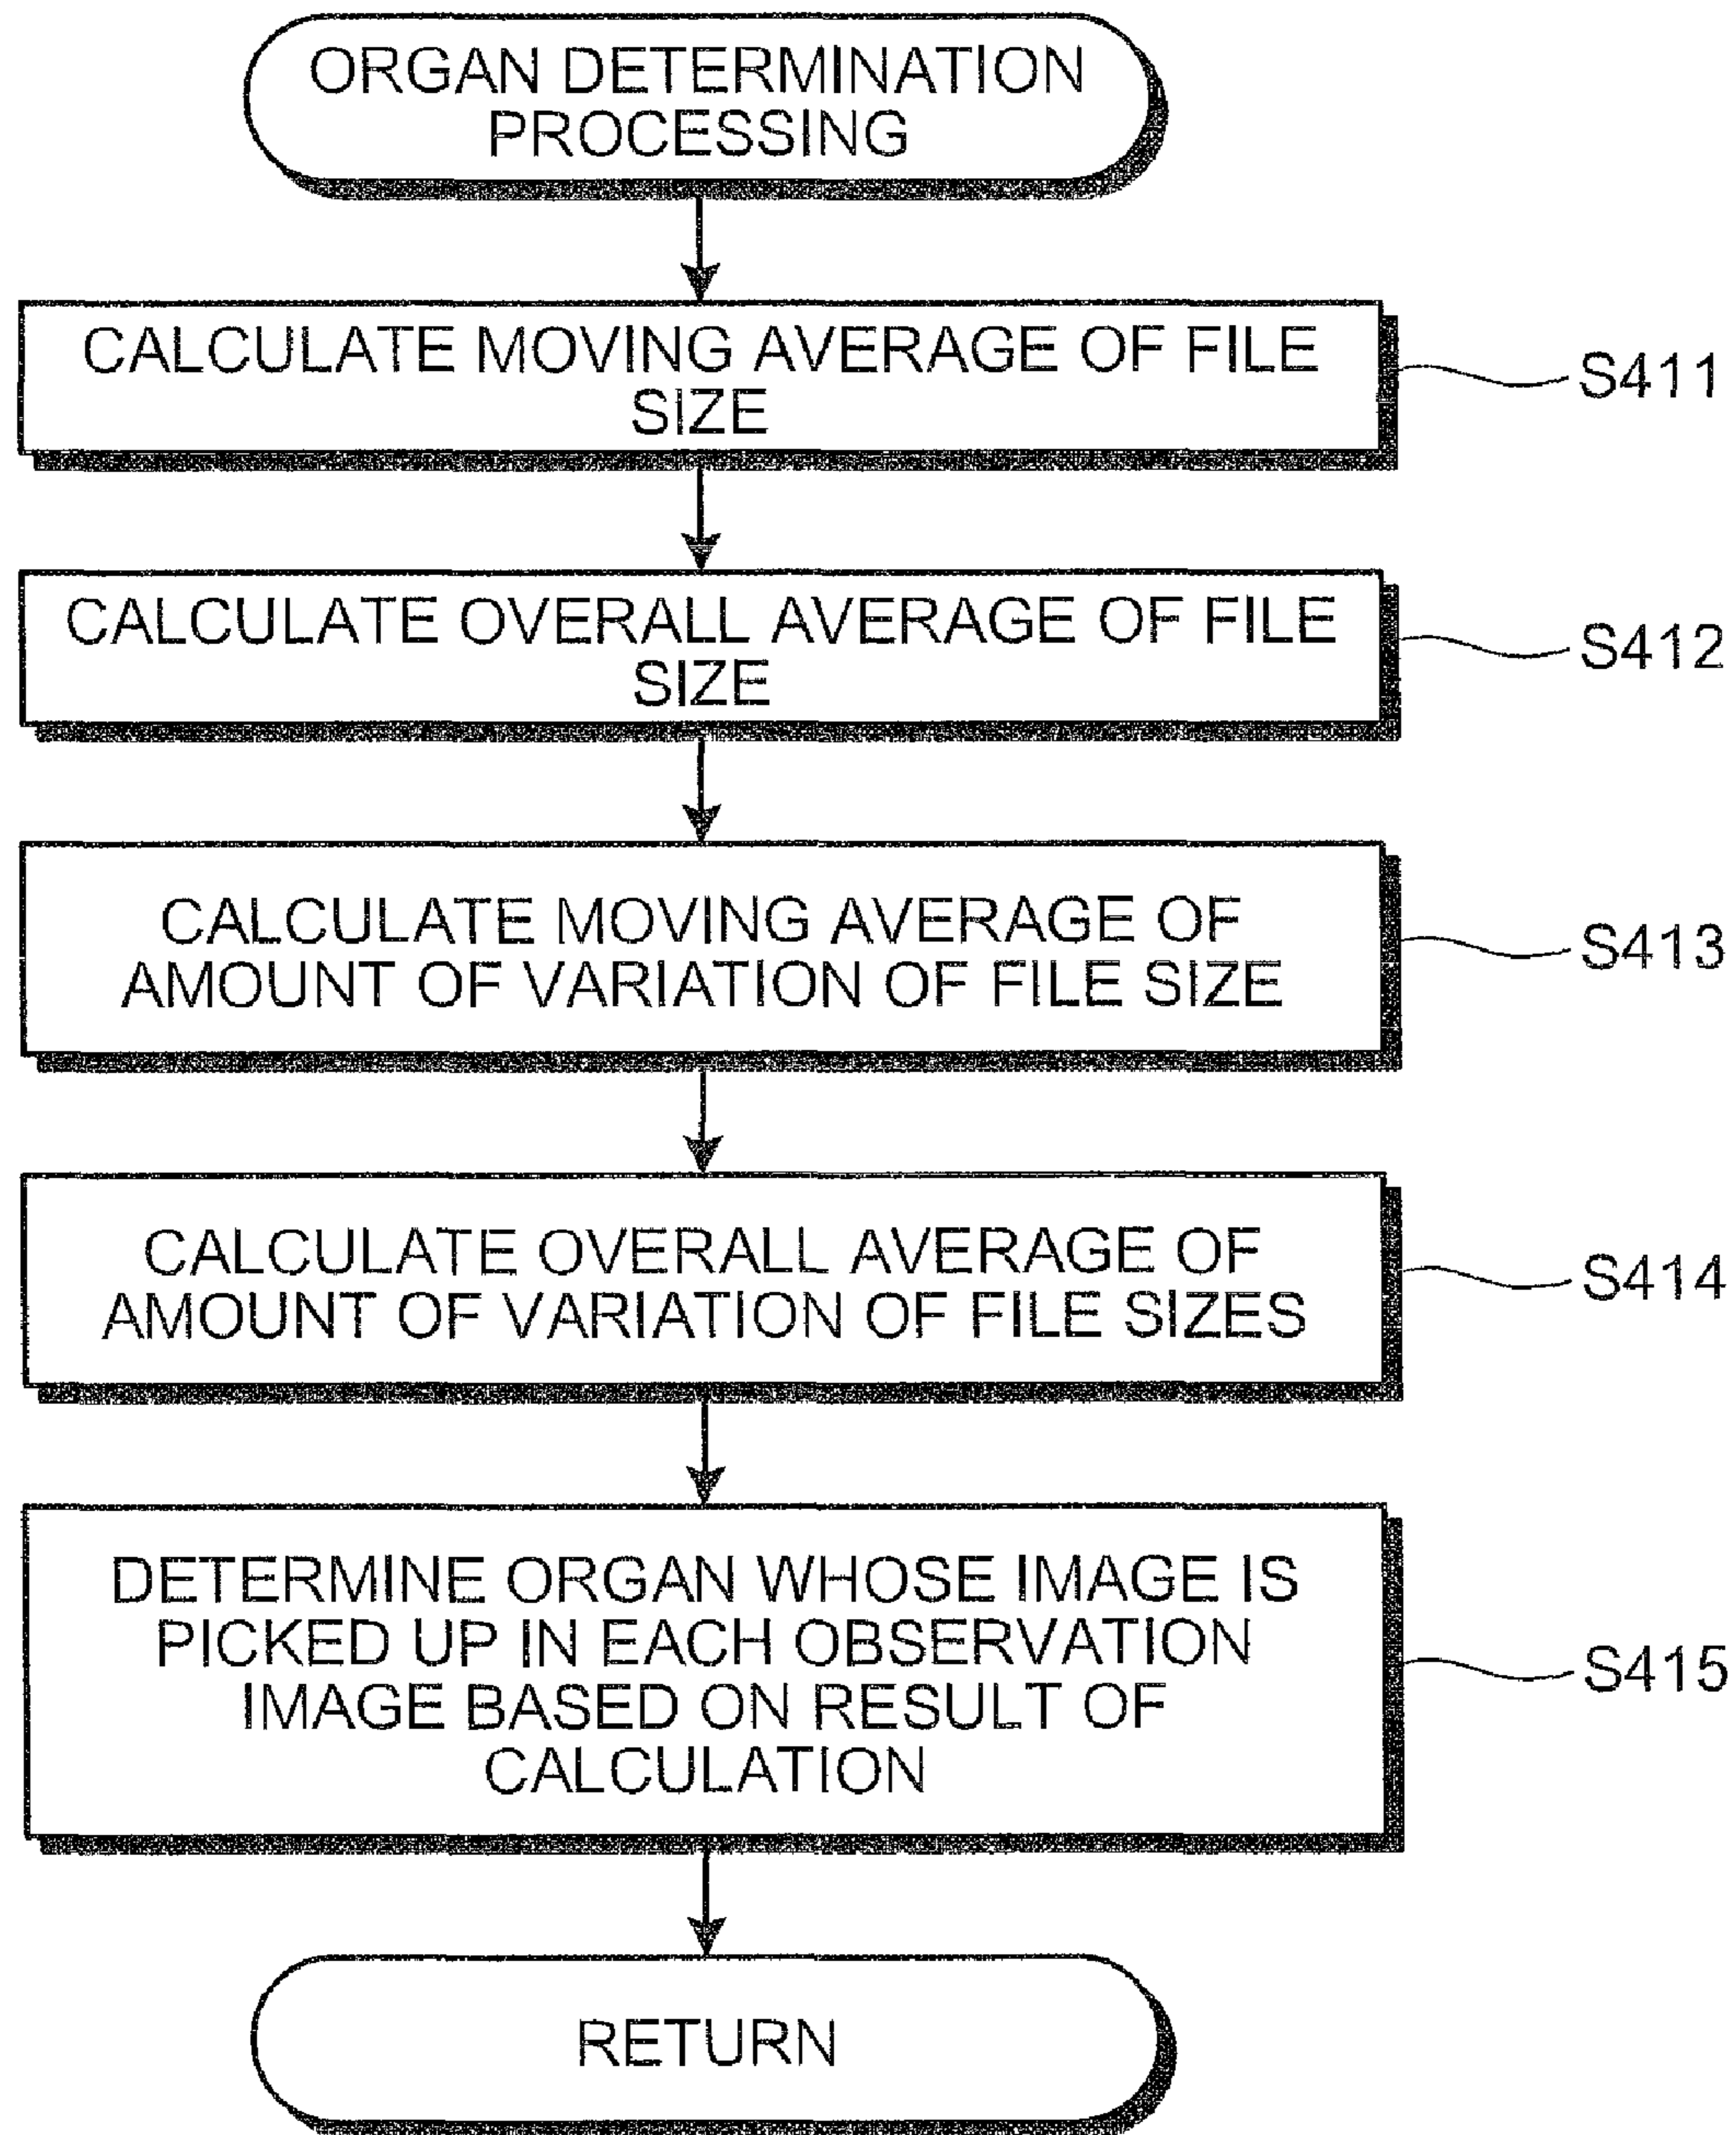 ORGAN DETERMINATION
PROCESSING
CALCULATE MOVING AVERAGE OF FILE
SIZE
S411
CALCULATE OVERALL AVERAGE OF FILE
SIZE
S412
CALCULATE MOVING AVERAGE OF
AMOUNT OF VARIATION OF FILE SIZE
S413
CALCULATE OVERALL AVERAGE OF
AMOUNT OF VARIATION OF FILE SIZES
S414
DETERMINE ORGAN WHOSE IMAGE IS
PICKED UP IN EACH OBSERVATION
IMAGE BASED ON RESULT OF
CALCULATION
S415
RETURN